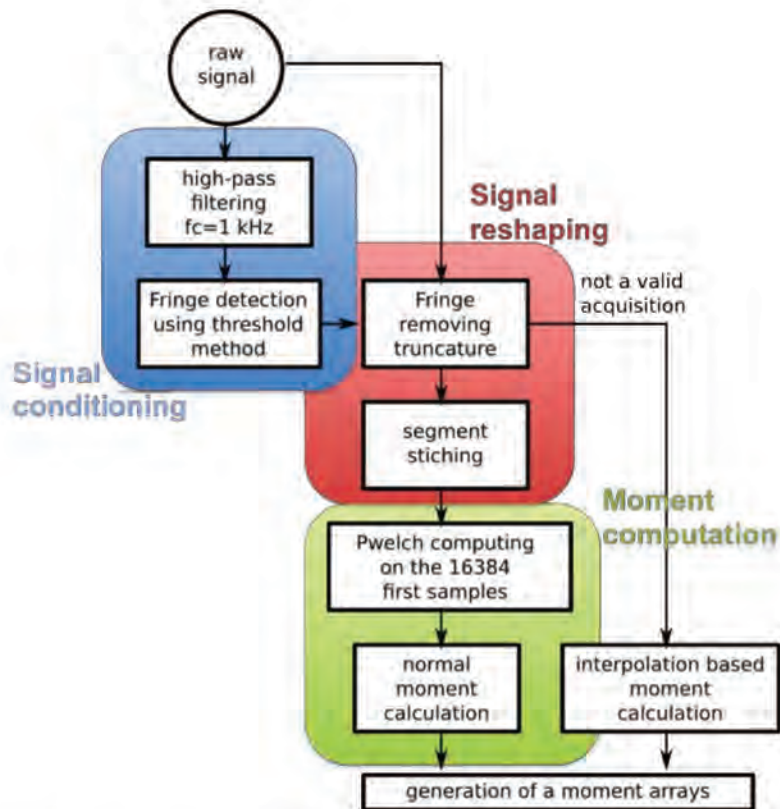 raw
signal
high-pass
filtering
fc=1 kHz
Signal
reshaping
Fringe detection
using threshold
method
Fringe
removing
truncature
not a valid
acquisition
Signal
conditioning
segment
stiching
Moment
computation
Pwelch computing
on the 16384
first samples
normal
moment
calculation
interpolation based
moment
calculation
generation of a moment arrays